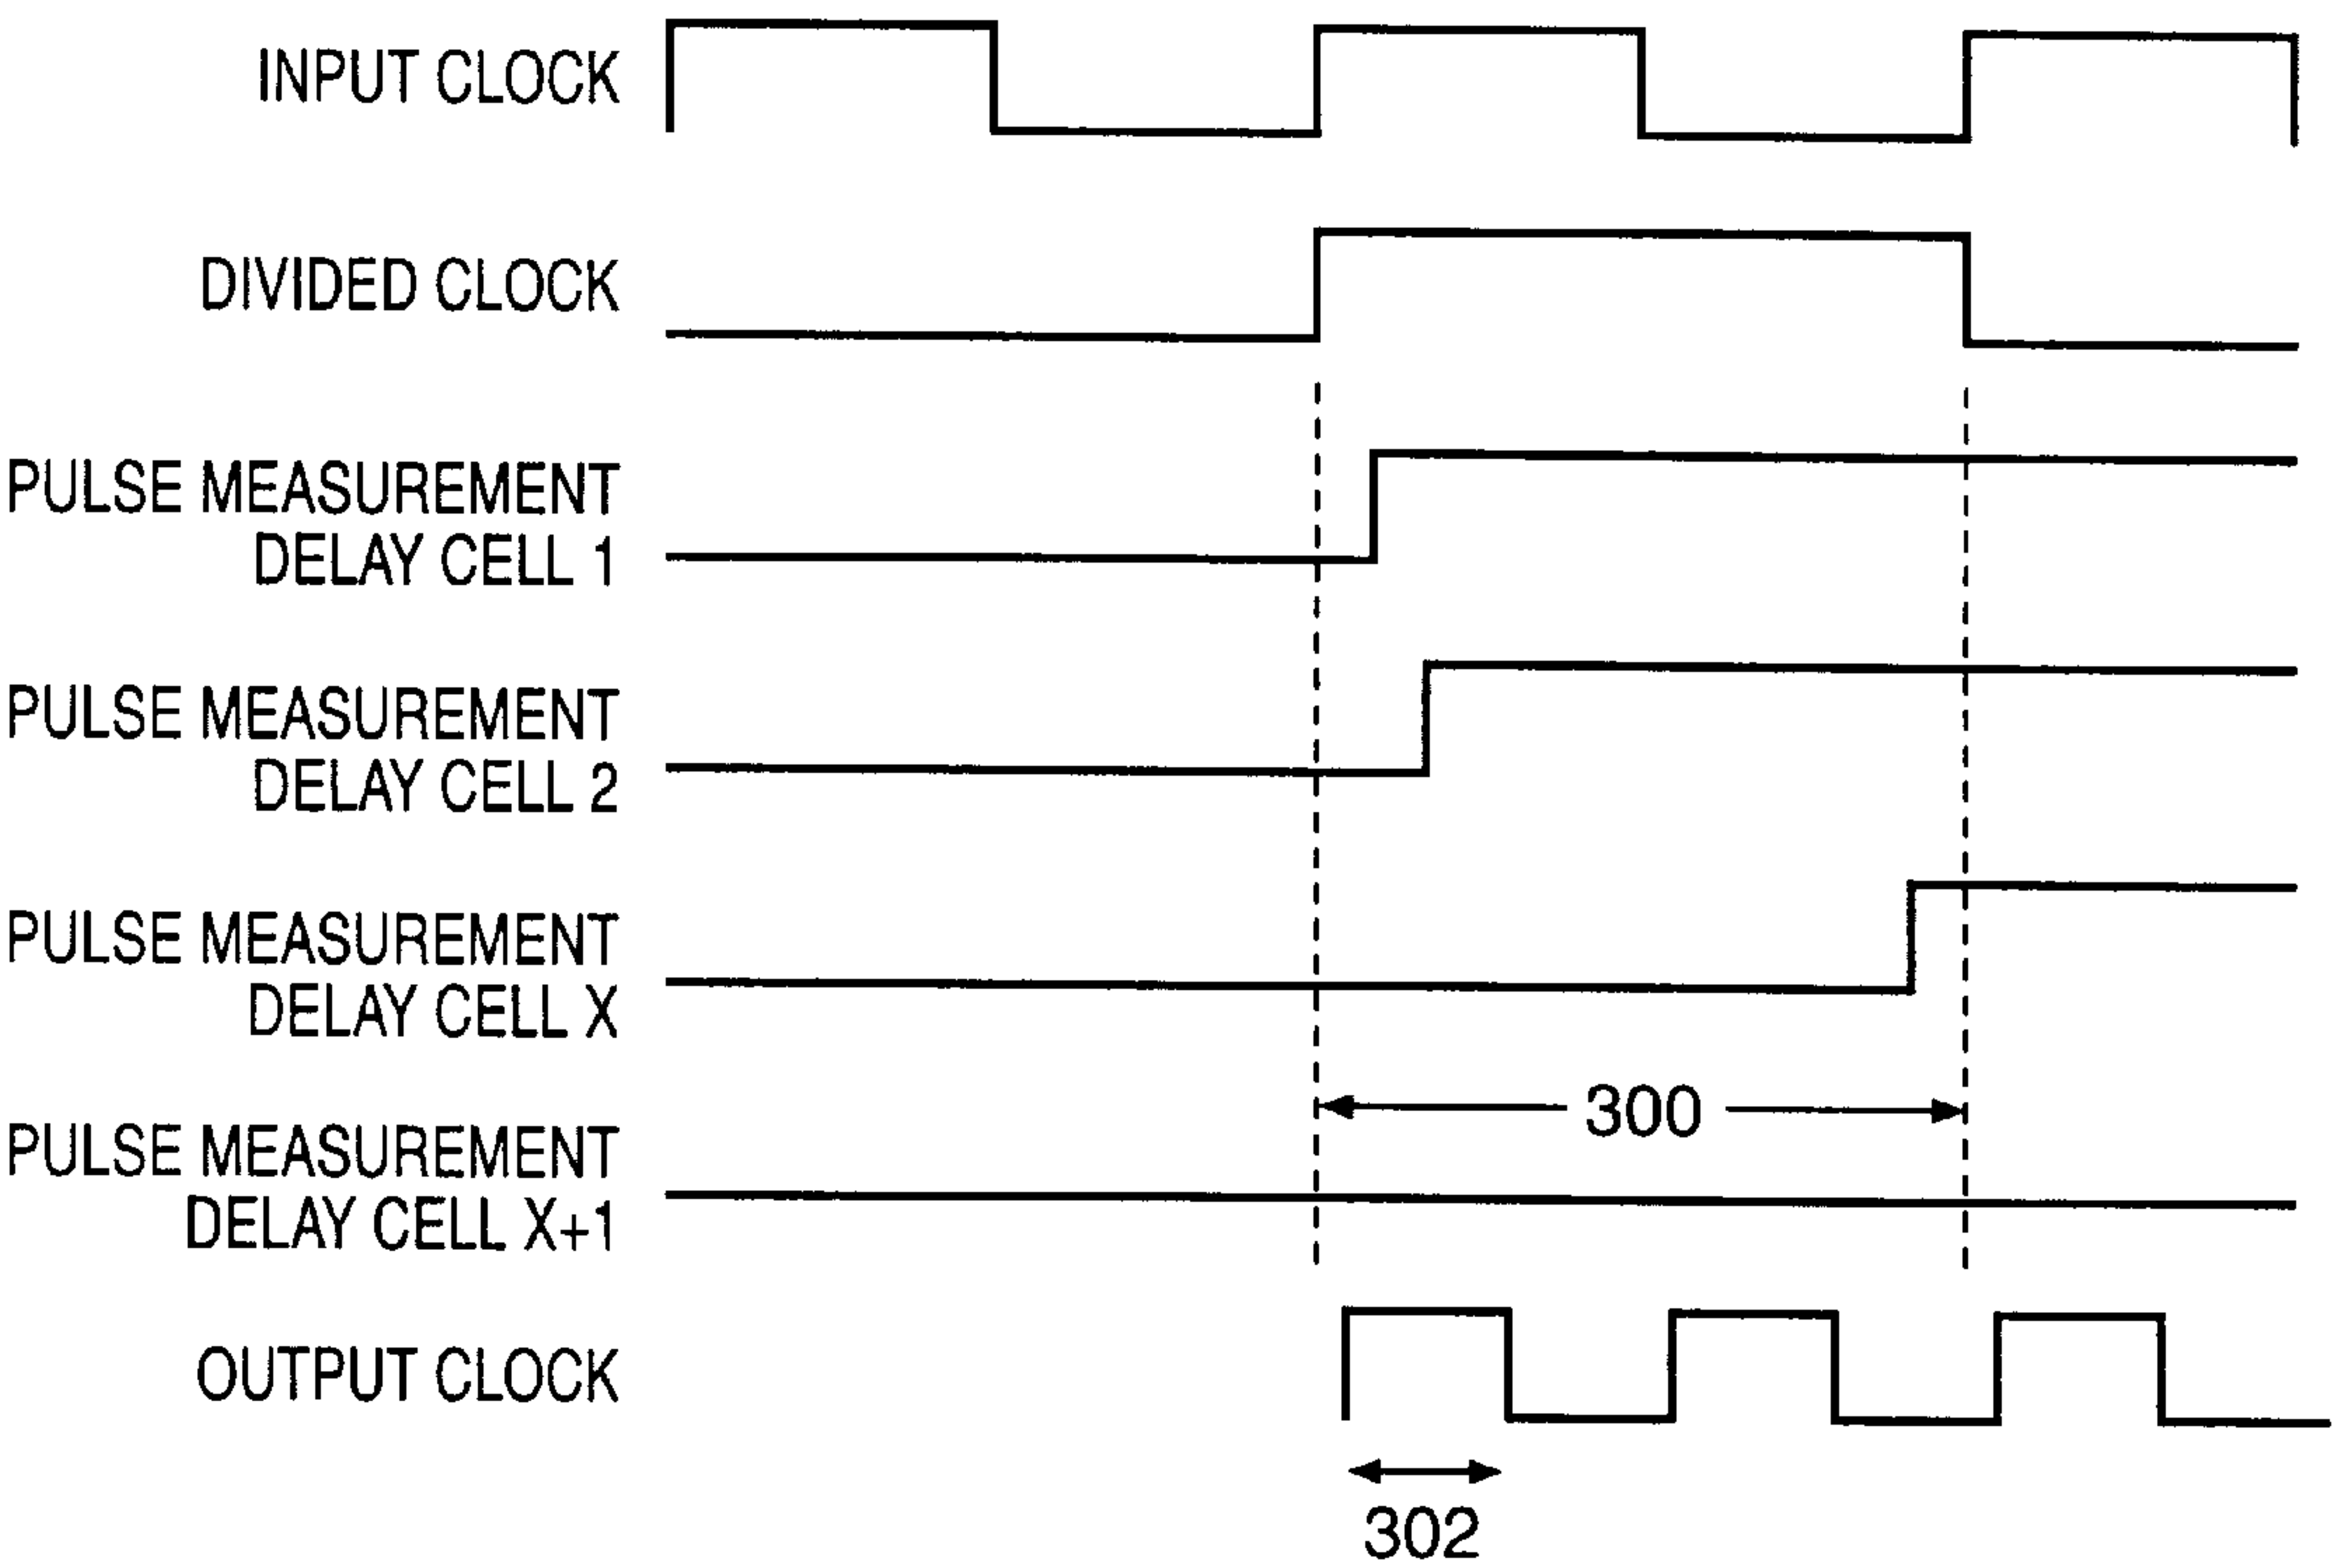 INPUT CLOCK
DIVIDED CLOCK
PULSE MEASUREMENT
DELAY CELL 1
PULSE MEASUREMENT
DELAY CELL 2
PULSE MEASUREMENT
DELAY CELL X
300
PULSE MEASUREMENT
DELAY CELL X+1
OUTPUT CLOCK
302